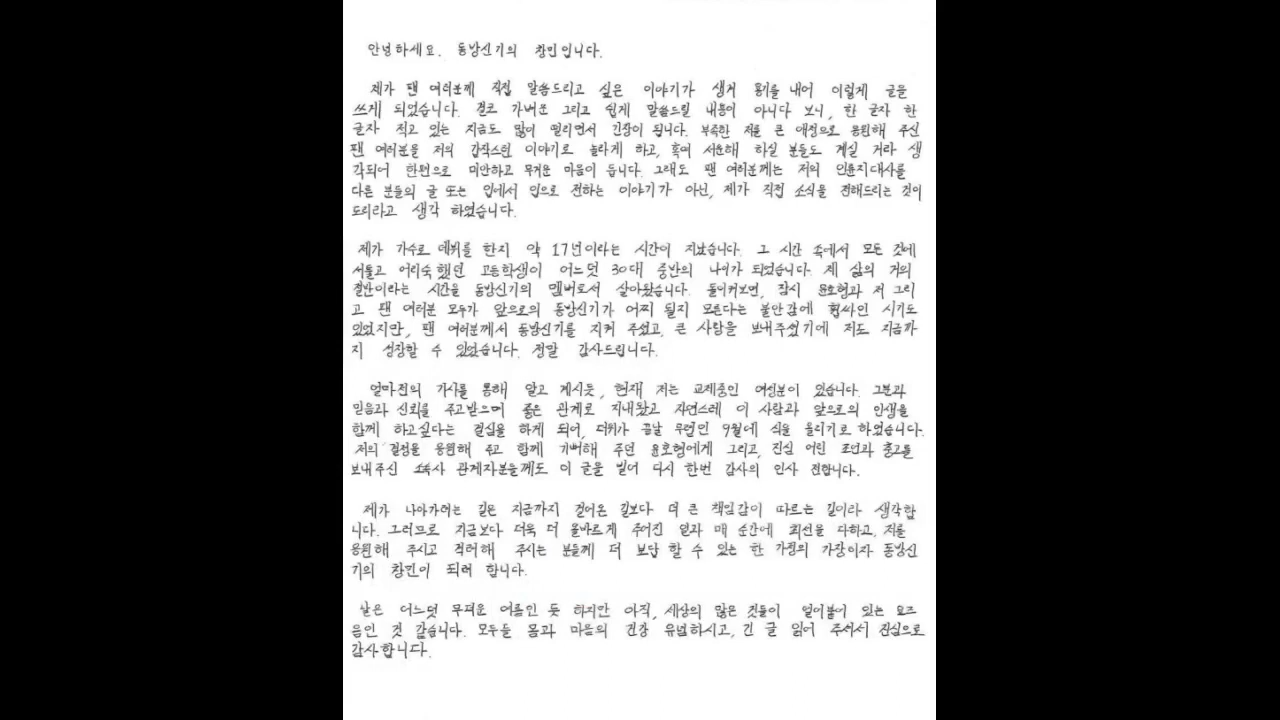 안녕하세요. 동방신기의 창민입니다.
제가 팬 여러분께 직접 말씀드리고 싶은 이야기가 생겨 용기를 내어 이렇게 글을
쓰게 되었습니다. 결코 가벼운 그리고 쉽게 말씀드릴 내용이 아니다 보니, 한 글자 한
글자 적고 있는 지금도 많이 떨리면서 긴장이 됩니다. 부족한 저를 큰 애정으로 응원해 주신
팬 여러분을 저의 갑작스런 이야기로 놀라게 하고, 혹여 서운해 하실 분들도 계실 거라 생
각되어 한편으로 미안하고 무거운 마음이 듭니다. 그래도 팬 여러분께는 저의 인륜지대사를
다른 분들의 글 또는 입에서 입으로 전하는 이야기가 아닌, 제가 직접 소식을 전해드리는 것이
도리라고 생각 하였습니다.
제가 가수로 데뷔를 한지 약 17년이라는 시간이 지났습니다. 그 시간 속에서 모든 것에
서툴고 어리숙했던 고등학생이 어느덧 30대 중반의 나이가 되었습니다. 제 삶의 거의
절반이라는 시간을 동방신기의 멤버로서 살아왔습니다. 돌이켜보면, 잠시 윤호형과 저 그리
고 팬 여러분 모두가 앞으로의 동방신기가 어찌 될지 모른다는 불안감에 휩싸인 시기도
있었지만, 팬 여러분께서 동방신기를 지켜 주셨고, 큰 사랑을 보내주셨기에 저도 지금까
지 성장할 수 있었습니다. 정말 감사드립니다.
얼마전의 기사를 통해 알고 계시듯, 현재 저는 교제중인 여성분이 있습니다. 그분과
믿음과 신뢰를 주고받으며 좋은 관계로 지내왔고 자연스레 이 사람과 앞으로의 인생을
함께 하고싶다는 결심을 하게 되어, 더위가 끝날 무렵인 9월에 식을 올리기로 하였습니다.
저의 결정을 응원해 주고 함께 기뻐해 주던 윤호형에게 그리고, 진심 어린 조언과 충고를
보내주신 소속사 관계자분들께도 이 글을 빌어 다시 한번 감사의 인사 전합니다.
제가 나아가려는 길은 지금까지 걸어온 길보다 더 큰 책임감이 따르는 길이라 생각합
니다. 그러므로 지금보다 더욱 더 올바르게 주어진 일과 매 순간에 최선을 다하고, 저를
응원해 주시고 격려해 주시는 분들께 더 보답 할 수 있는 한 가정의 가장이자 동방신
기의 창민이 되려 합니다.
날은 어느덧 무더운 여름인 듯 하지만 아직, 세상의 많은 것들이 얼어붙어 있는 요즈
음인 것 같습니다. 모두들 몸과 마음의 건강 유념하시고, 긴 글 읽어 주셔서 진심으로
감사합니다.